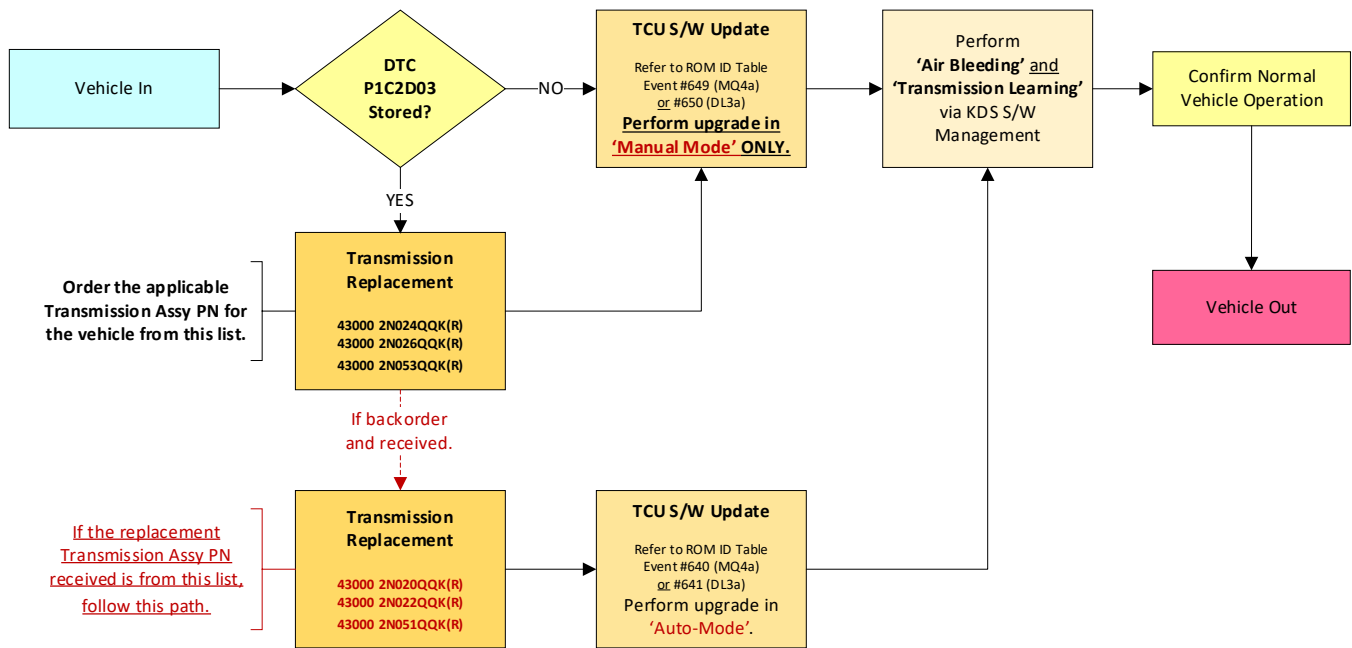 Vehicle In
DTC
P1C2D03
Stored?
NO
YES
TCU S/W Update
Refer to ROM ID Table
Event #649 (MQ4a)
or #650 (DL3a)
Perform upgrade in
‘Manual Mode’ ONLY.
Perform
‘Air Bleeding’ and
‘Transmission Learning’
via KDS S/W
Management
Confirm Normal
Vehicle Operation
Vehicle Out
Order the applicable
Transmission Assy PN for
the vehicle from this list.
Transmission
Replacement
43000 2N024QQK(R)
43000 2N026QQK(R)
43000 2N053QQK(R)
If backorder
and received.
If the replacement
Transmission Assy PN
received is from this list,
follow this path.
Transmission
Replacement
43000 2N020QQK(R)
43000 2N022QQK(R)
43000 2N051QQK(R)
TCU S/W Update
Refer to ROM ID Table
Event #640 (MQ4a)
or #641 (DL3a)
Perform upgrade in
‘Auto-Mode’.